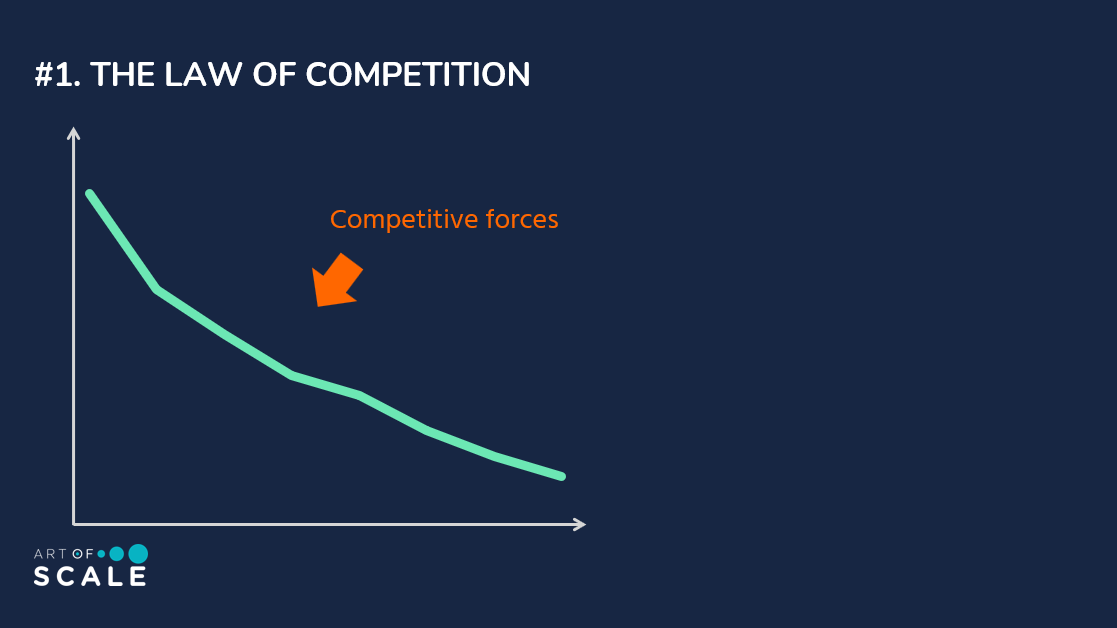 #1. THE LAW OF COMPETITION
Competitive forces
ART OF
SCALE